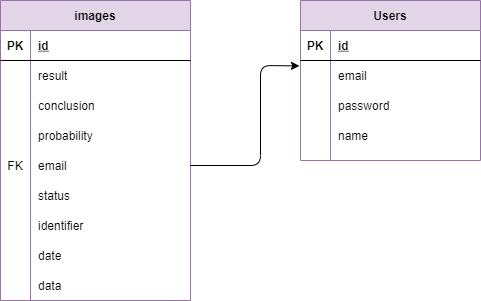 images
PK id
result
conclusion
probability
FK email
status
identifier
date
data
Users
PK id
email
password
name